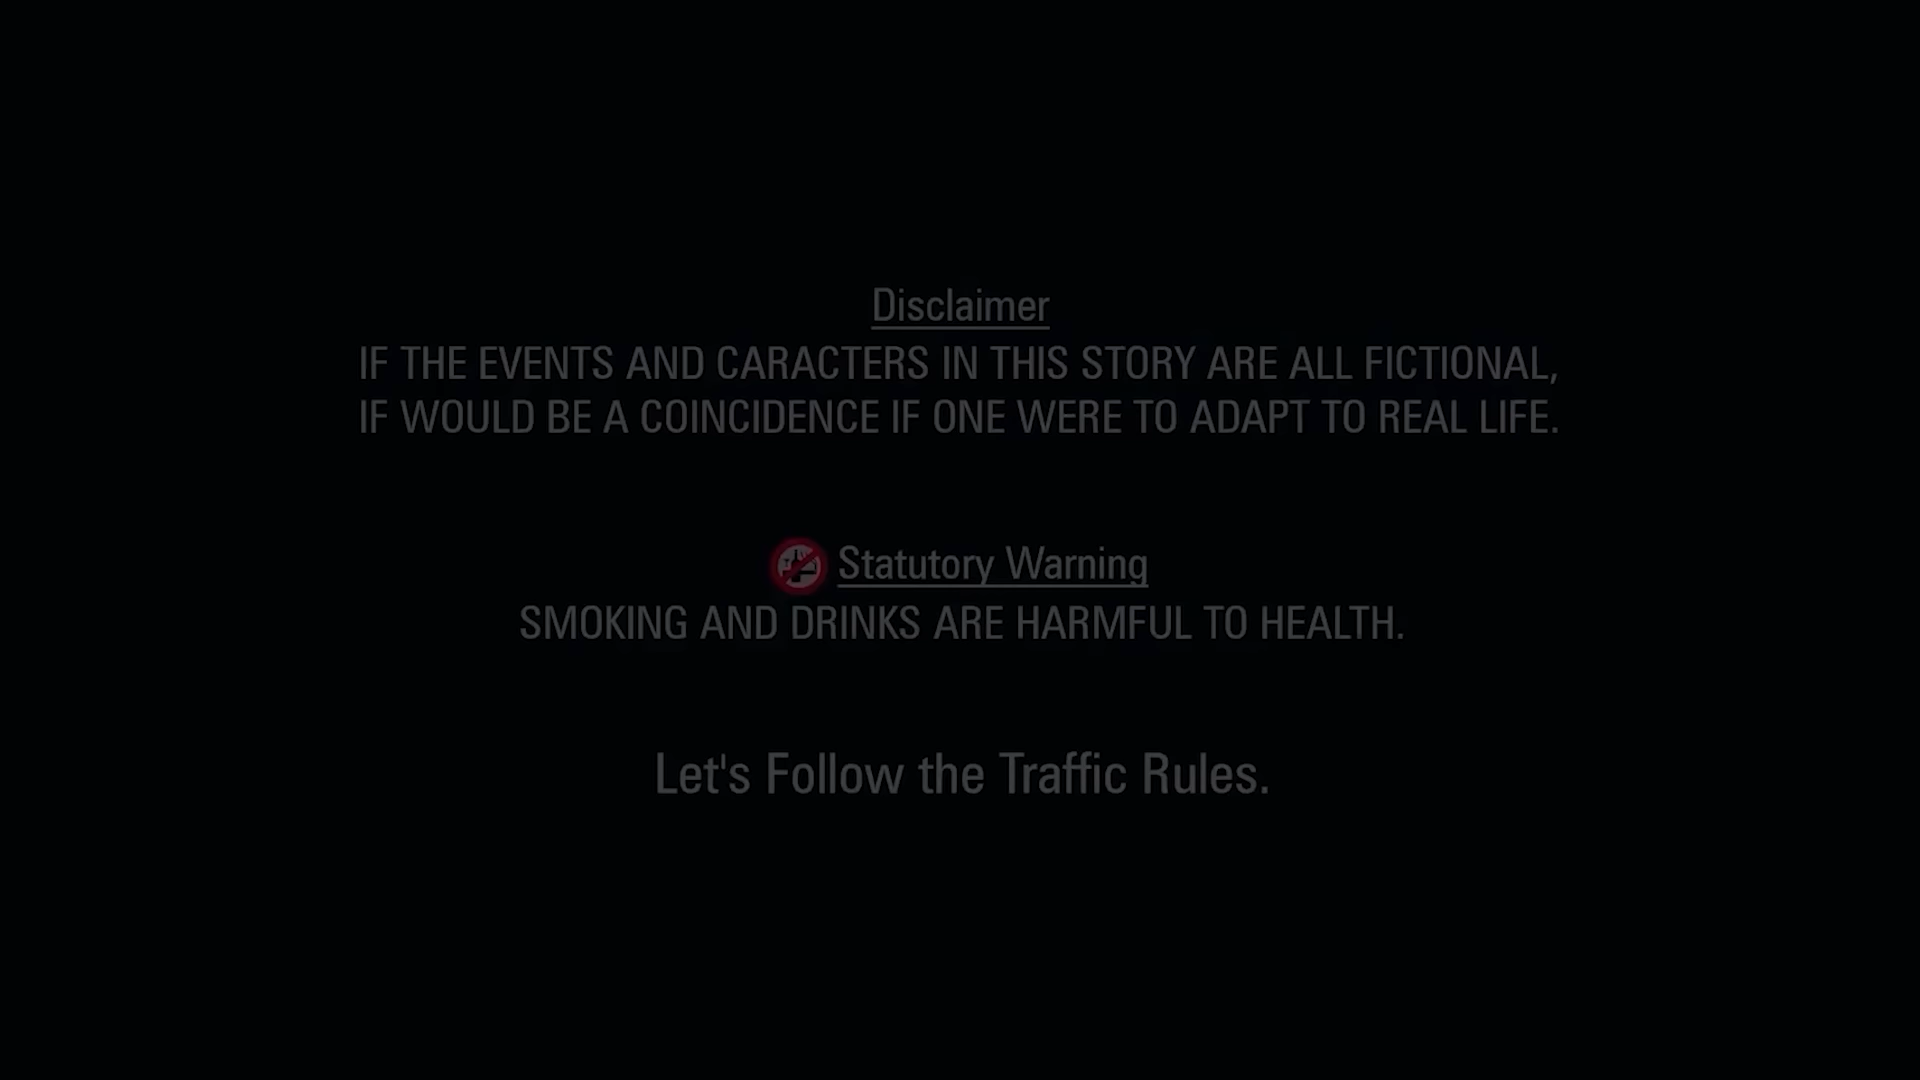 Disclaimer
IF THE EVENTS AND CARACTERS IN THIS STORY ARE ALL FICTIONAL,
IF WOULD BE A COINCIDENCE IF ONE WERE TO ADAPT TO REAL LIFE.
Statutory Warning
SMOKING AND DRINKS ARE HARMFUL TO HEALTH.
Let's Follow the Traffic Rules.